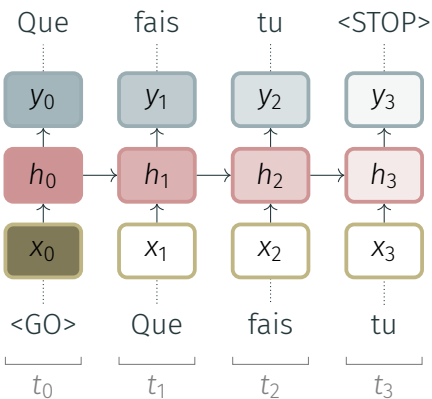 Que fais tu <STOP>
y0 y1 y2 y3
h0 h1 h2 h3
x0 x1 x2 x3
<GO> Que fais tu
t0 t1 t2 t3